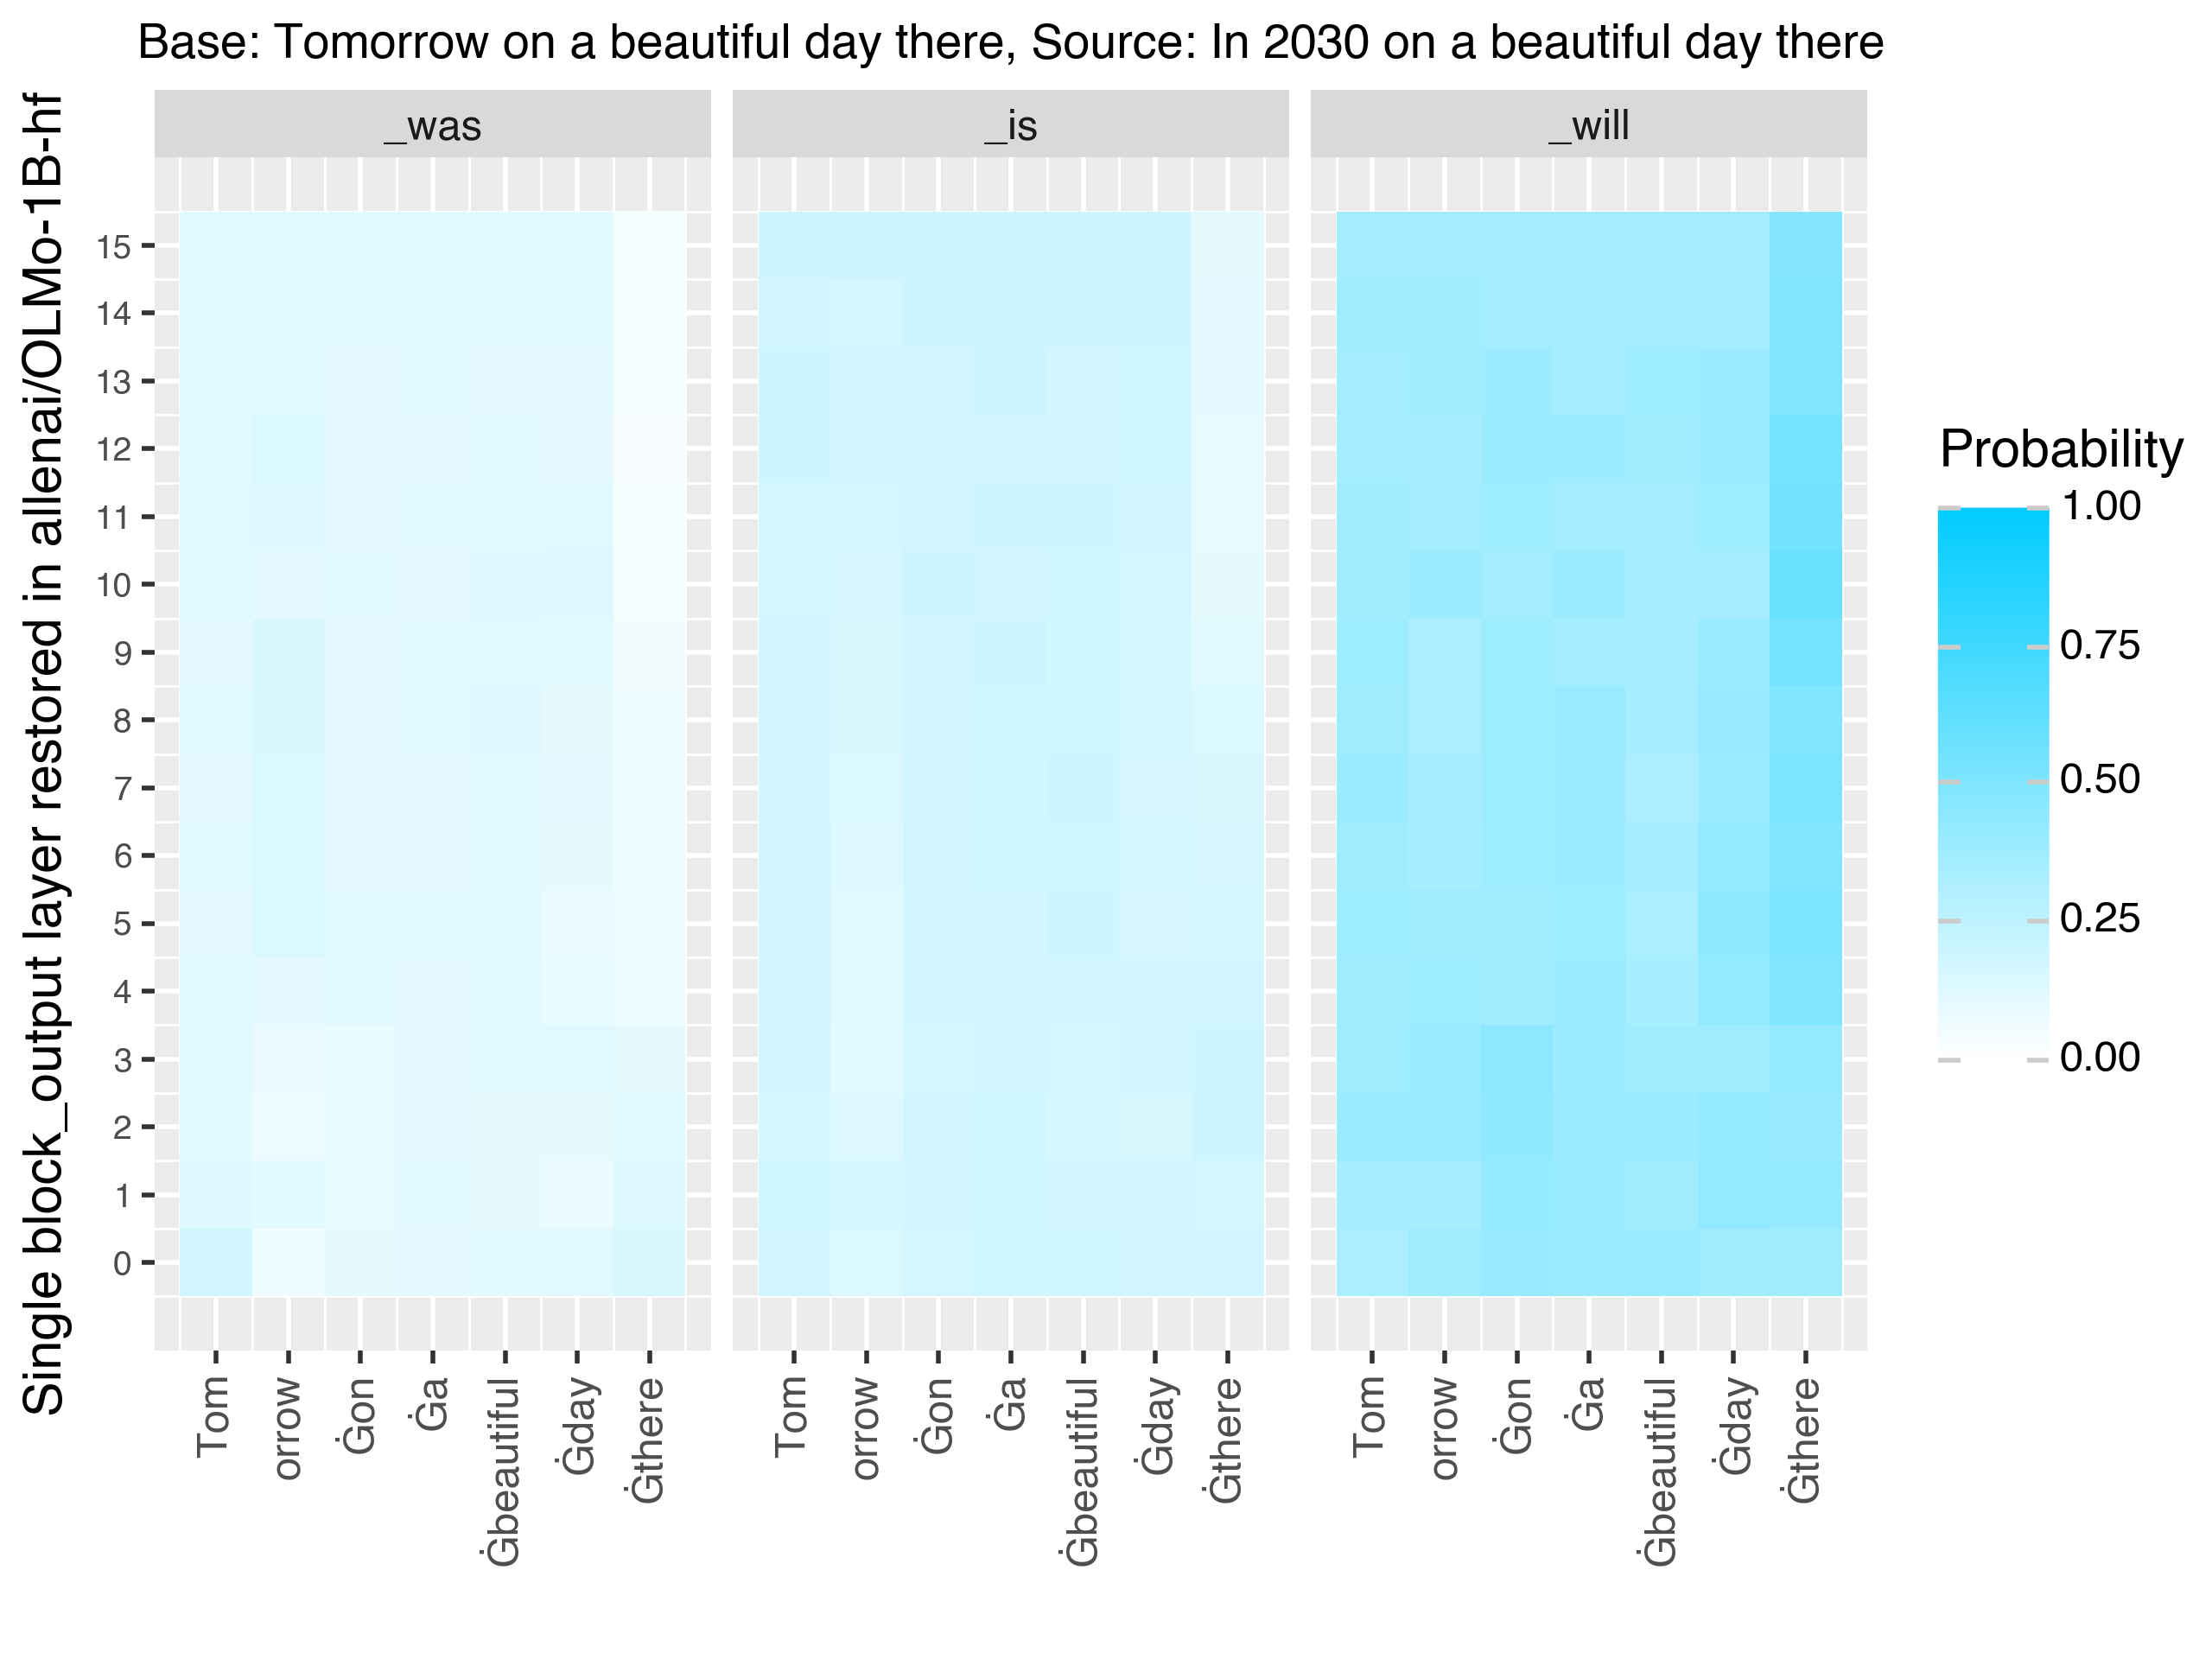 Base: Tomorrow on a beautiful day there, Source: In 2030 on a beautiful day there
Single block_output layer restored in allenai/OLMo-1B-hf
_was
_is
_will
15
14
13
12
11
10
9
8
7
6
5
4
3
2
1
0
Tom
orrow
Ġon
Ġa
Ġbeautiful
Ġday
Ġthere
Tom
orrow
Ġon
Ġa
Ġbeautiful
Ġday
Ġthere
Tom
orrow
Ġon
Ġa
Ġbeautiful
Ġday
Ġthere
Probability
1.00
0.75
0.50
0.25
0.00